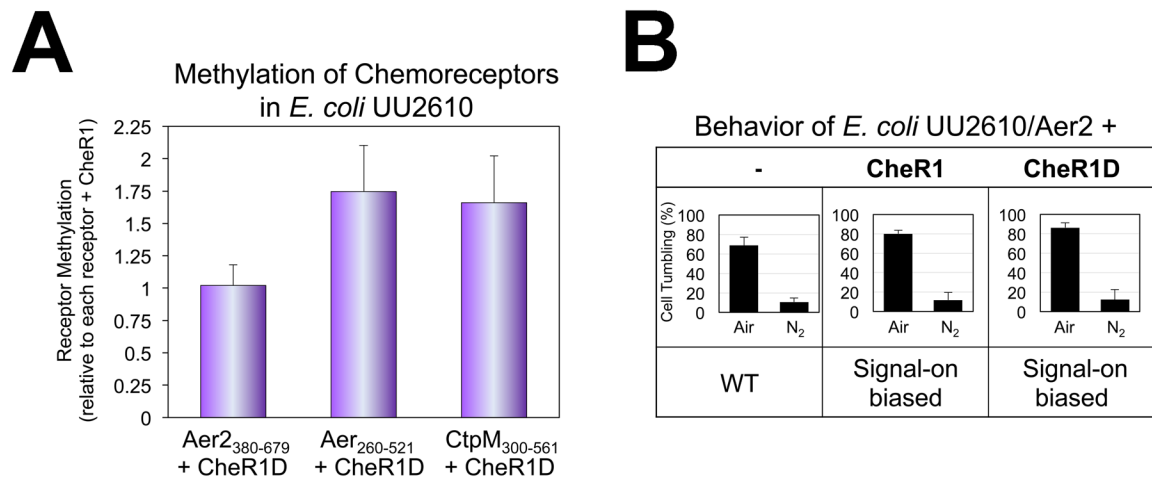 A
Methylation of Chemoreceptors
in E. coli UU2610
Receptor Methylation
(relative to each receptor + CheR1)
2.25
2
1.75
1.5
1.25
1
0.75
0.5
0.25
0
Aer2380-679
+ CheR1D
Aer260-521
+ CheR1D
CtpM300-561
+ CheR1D
B
Behavior of E. coli UU2610/Aer2 +
- CheR1 CheR1D
Cell Tumbling (%)
100
80
60
40
20
0
Air N2
100
80
60
40
20
0
Air N2
100
80
60
40
20
0
Air N2
WT
Signal-on
biased
Signal-on
biased